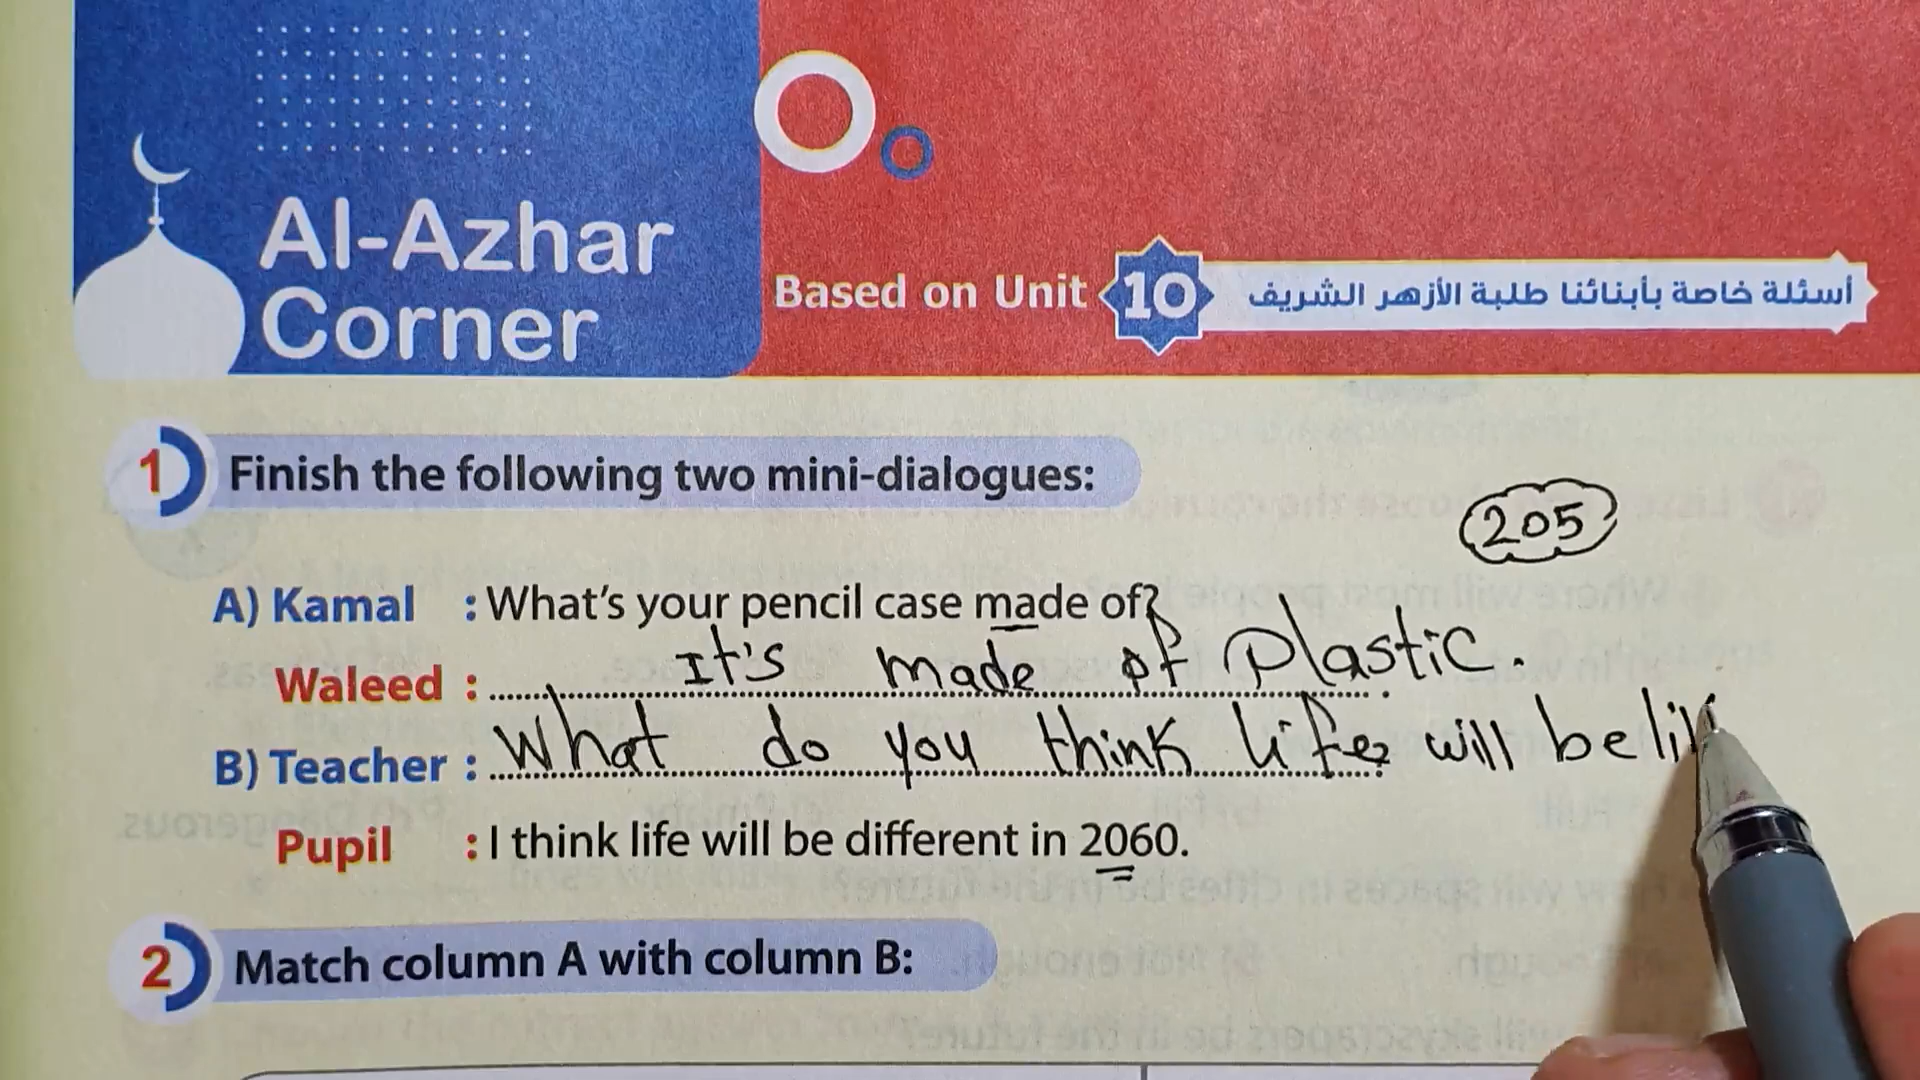 Al-Azhar
Corner
Based on Unit 10 أسئلة خاصة بأبنائنا طلبة الأزهر الشريف
1 Finish the following two mini-dialogues:
205
A) Kamal : What's your pencil case made of?
Waleed : It's made of Plastic.
B) Teacher : What do you think life will be lik
Pupil : I think life will be different in 2060.
2 Match column A with column B: